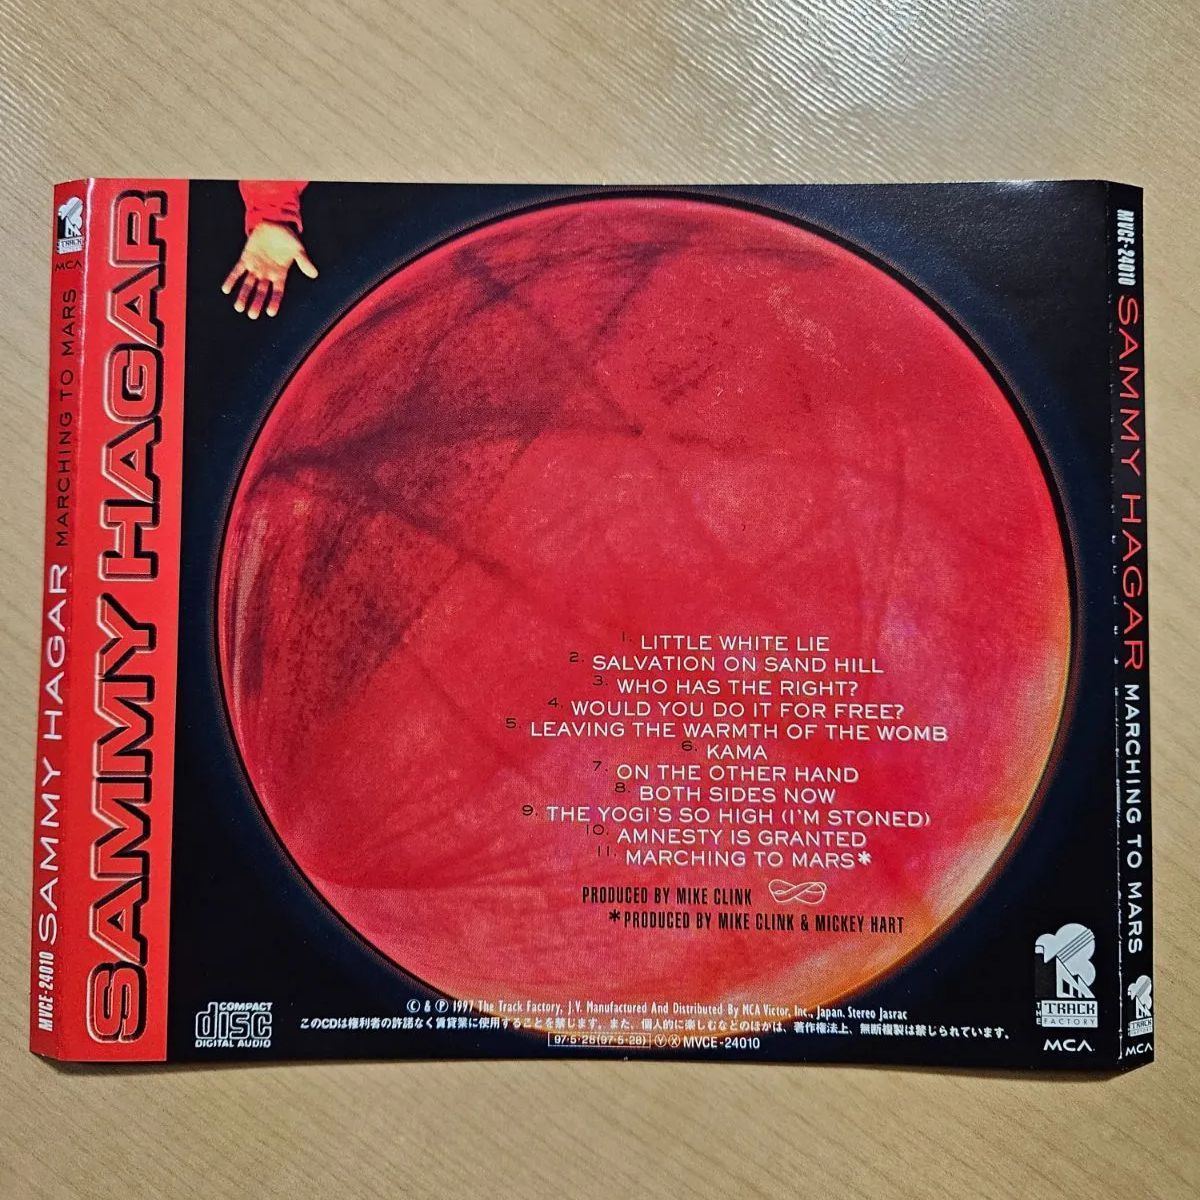 TRACK
FACTORY
MCA
SAMMY HAGAR MARCHING TO MARS
MVCE-24010
SAMMY HAGAR
1. LITTLE WHITE LIE
2. SALVATION ON SAND HILL
3. WHO HAS THE RIGHT?
4. WOULD YOU DO IT FOR FREE?
5. LEAVING THE WARMTH OF THE WOMB
6. KAMA
7. ON THE OTHER HAND
8. BOTH SIDES NOW
9. THE YOGI'S SO HIGH (I'M STONED)
10. AMNESTY IS GRANTED
11. MARCHING TO MARS*
PRODUCED BY MIKE CLINK
*PRODUCED BY MIKE CLINK & MICKEY HART
COMPACT
disc
DIGITAL AUDIO
© & ℗ 1997 The Track Factory, J.V. Manufactured And Distributed By MCA Victor, Inc., Japan. Stereo Jasrac
このCDは権利者の許諾なく賃貸業に使用することを禁じます。また、個人的に楽しむなどのほかは、著作権法上、無断複製は禁じられています。
97・5・28(97・5・28) Ⓨ Ⓧ MVCE-24010
THE
TRACK
FACTORY
MCA
MVCE-24010 SAMMY HAGAR MARCHING TO MARS
TRACK
FACTORY
MCA